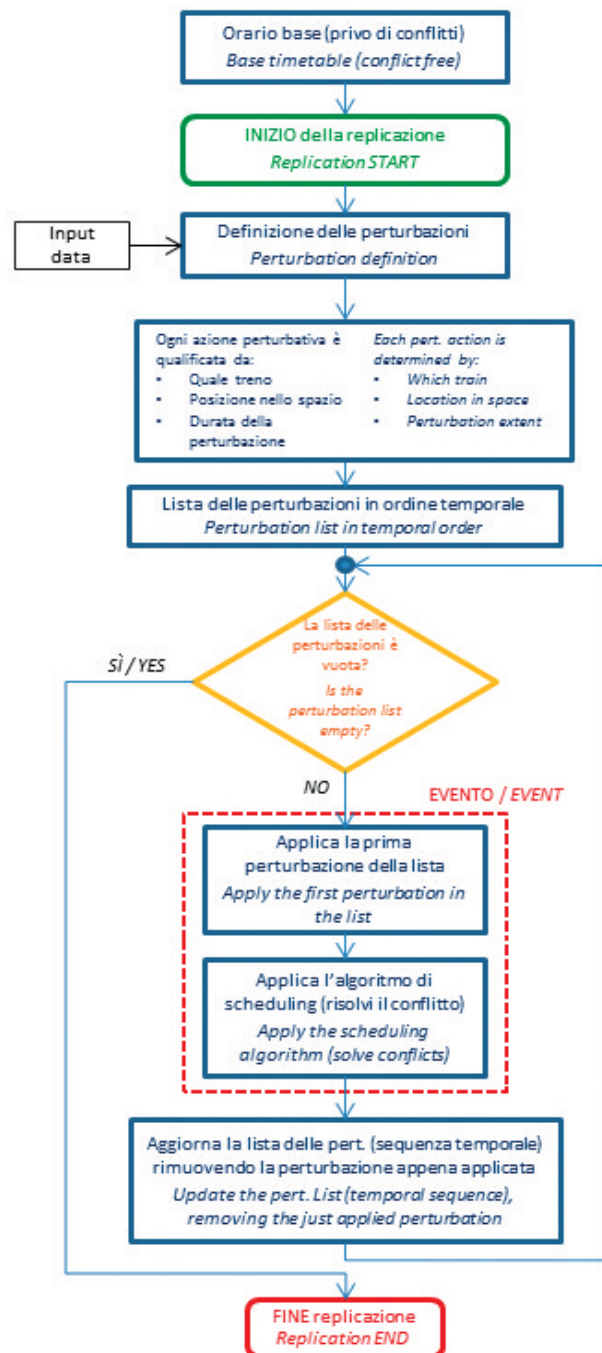 Orario base (privo di conflitti)
Base timetable (conflict free)
INIZIO della replicazione
Replication START
Input
data
Definizione delle perturbazioni
Perturbation definition
Ogni azione perturbativa è
qualificata da:
• Quale treno
• Posizione nello spazio
• Durata della
perturbazione
Each pert. action is
determined by:
• Which train
• Location in space
• Perturbation extent
Lista delle perturbazioni in ordine temporale
Perturbation list in temporal order
La lista delle
perturbazioni è
vuota?
Is the
perturbation list
empty?
SÌ / YES
NO
EVENTO / EVENT
Applica la prima
perturbazione della lista
Apply the first perturbation in
the list
Applica l'algoritmo di
scheduling (risolvi il conflitto)
Apply the scheduling
algorithm (solve conflicts)
Aggiorna la lista delle pert. (sequenza temporale)
rimuovendo la perturbazione appena applicata
Update the pert. List (temporal sequence),
removing the just applied perturbation
FINE replicazione
Replication END